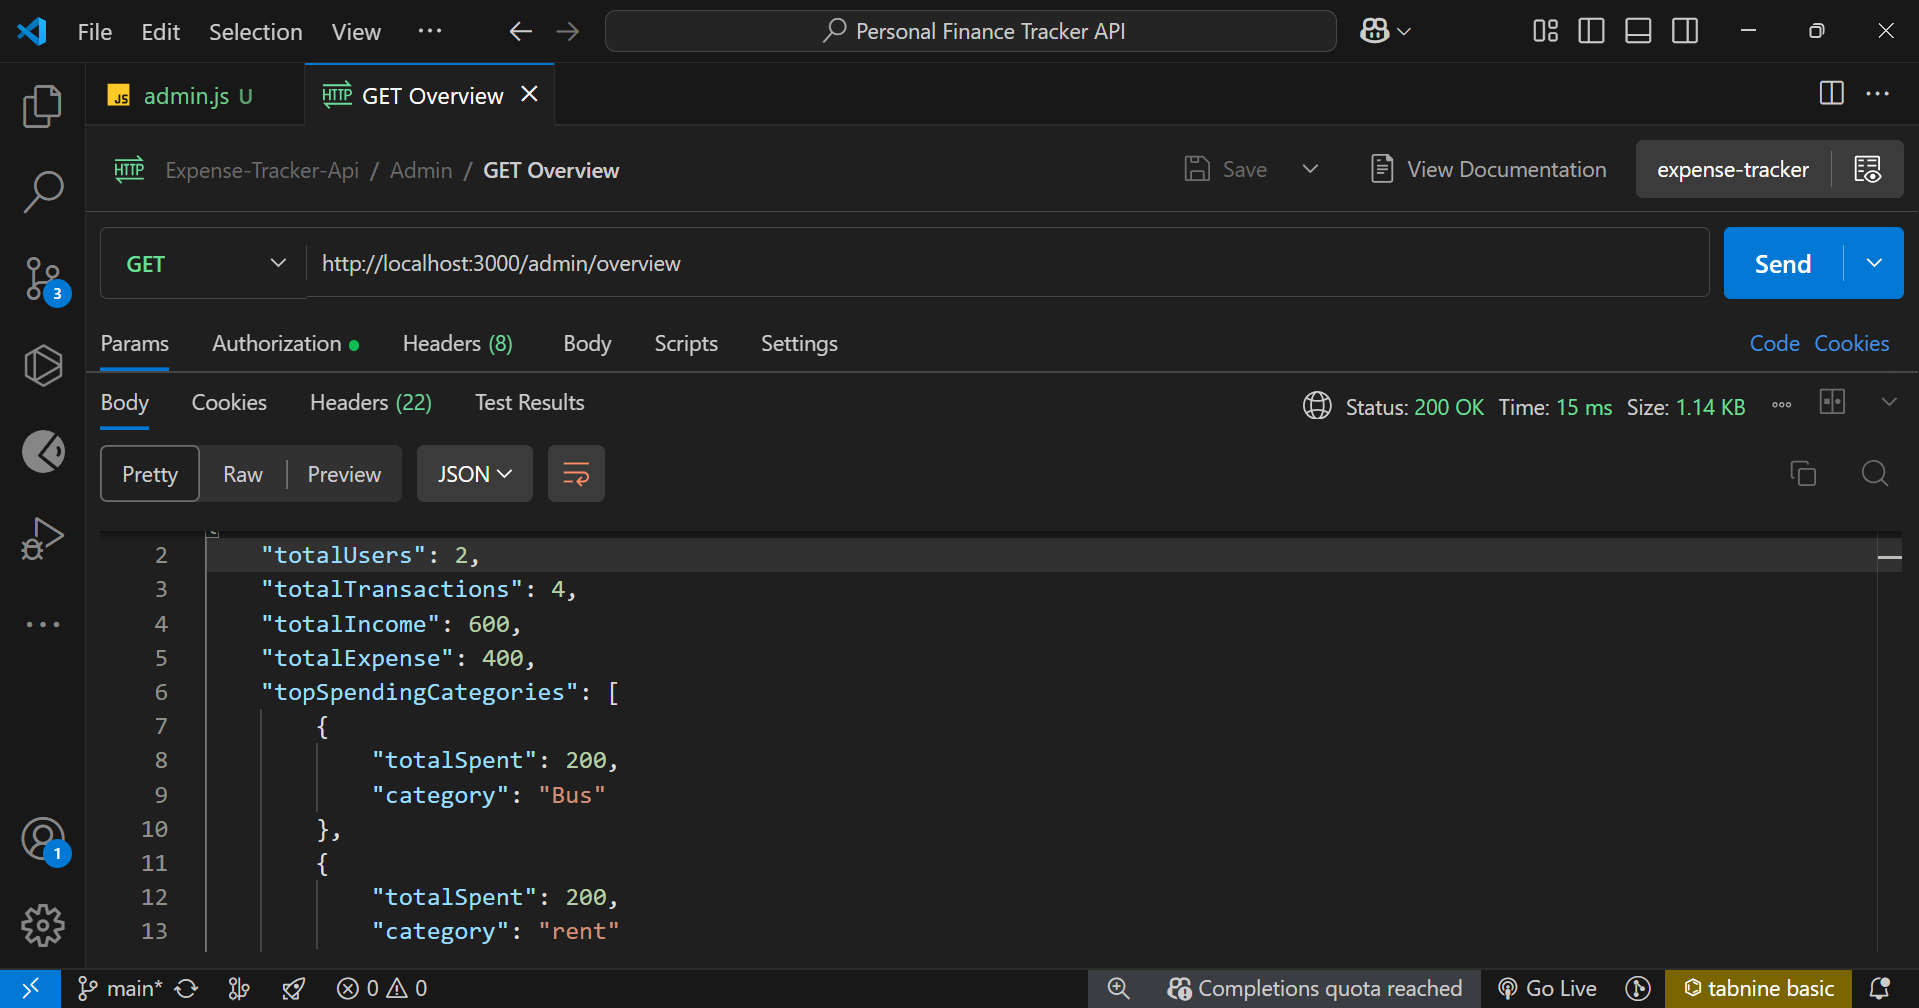 File Edit Selection View ··· Personal Finance Tracker API
JS admin.js U HTTP GET Overview
HTTP Expense-Tracker-Api / Admin / GET Overview Save View Documentation expense-tracker
GET http://localhost:3000/admin/overview Send
Params Authorization Headers (8) Body Scripts Settings Code Cookies
Body Cookies Headers (22) Test Results Status: 200 OK Time: 15 ms Size: 1.14 KB
Pretty Raw Preview JSON
2 "totalUsers": 2,
3 "totalTransactions": 4,
4 "totalIncome": 600,
5 "totalExpense": 400,
6 "topSpendingCategories": [
7 {
8 "totalSpent": 200,
9 "category": "Bus"
10 },
11 {
12 "totalSpent": 200,
13 "category": "rent"
3
1
main* 0 0 Completions quota reached Go Live tabnine basic